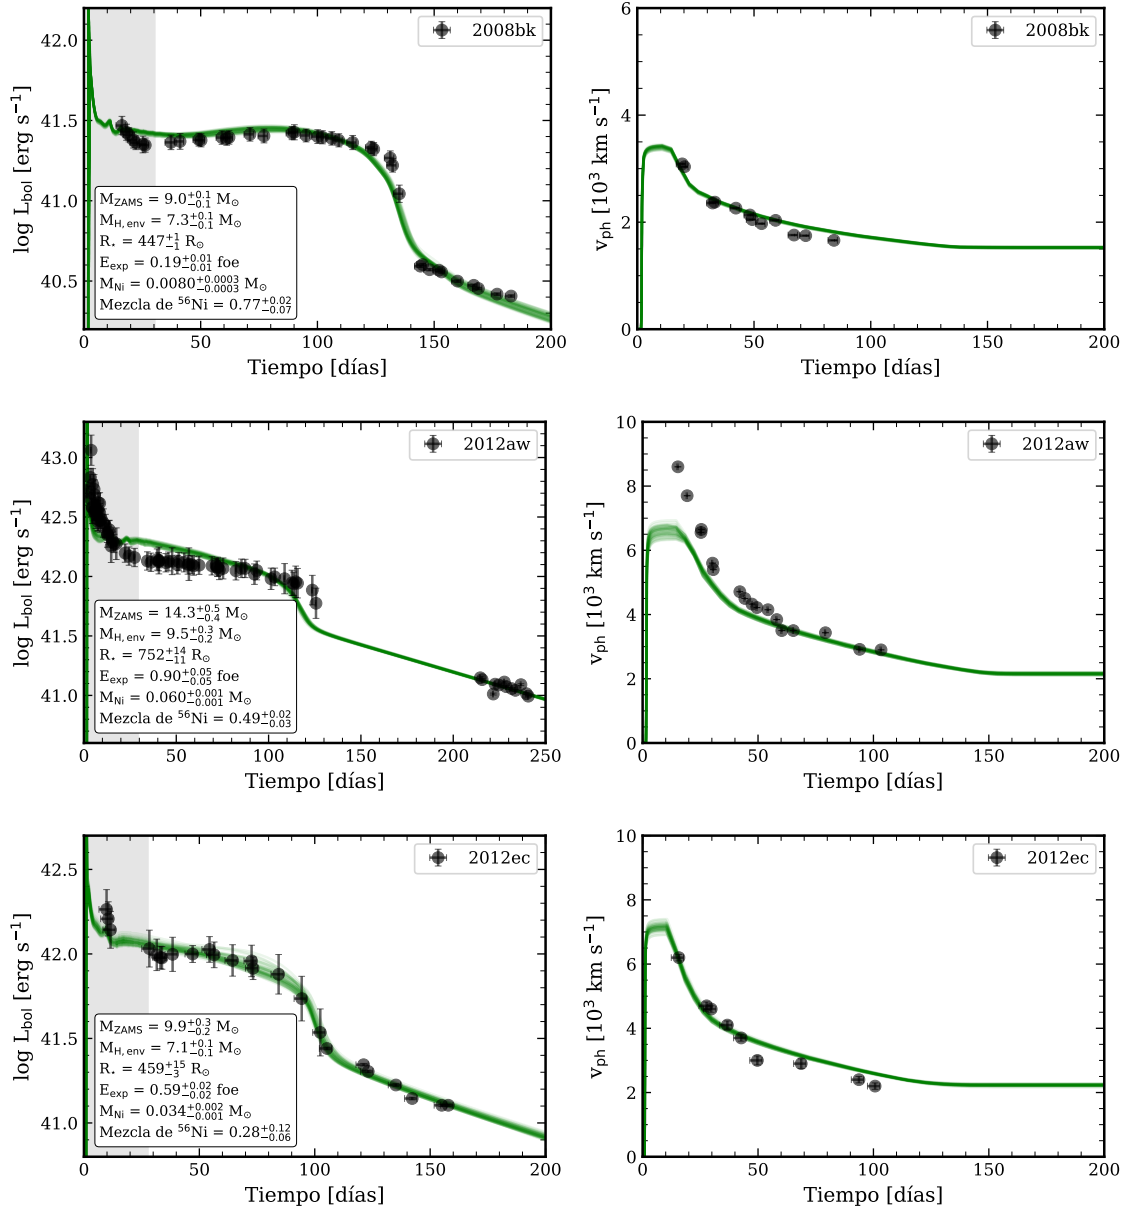 2008bk
42.0
41.5
41.0
40.5
log L_bol [erg s⁻¹]
M_ZAMS = 9.0^{+0.1}_{-0.1} M_⊙
M_H,env = 7.3^{+0.1}_{-0.1} M_⊙
R_⋆ = 447^{+1}_{-1} R_⊙
E_exp = 0.19^{+0.01}_{-0.01} foe
M_Ni = 0.0080^{+0.0003}_{-0.0003} M_⊙
Mezcla de ⁵⁶Ni = 0.77^{+0.02}_{-0.07}
0 50 100 150 200
Tiempo [días]
2008bk
6
4
2
0
v_ph [10³ km s⁻¹]
0 50 100 150 200
Tiempo [días]
2012aw
43.0
42.5
42.0
41.5
41.0
log L_bol [erg s⁻¹]
M_ZAMS = 14.3^{+0.5}_{-0.4} M_⊙
M_H,env = 9.5^{+0.3}_{-0.2} M_⊙
R_⋆ = 752^{+14}_{-11} R_⊙
E_exp = 0.90^{+0.05}_{-0.05} foe
M_Ni = 0.060^{+0.001}_{-0.001} M_⊙
Mezcla de ⁵⁶Ni = 0.49^{+0.02}_{-0.03}
0 50 100 150 200 250
Tiempo [días]
2012aw
10
8
6
4
2
0
v_ph [10³ km s⁻¹]
0 50 100 150 200
Tiempo [días]
2012ec
42.5
42.0
41.5
41.0
log L_bol [erg s⁻¹]
M_ZAMS = 9.9^{+0.3}_{-0.2} M_⊙
M_H,env = 7.1^{+0.1}_{-0.1} M_⊙
R_⋆ = 459^{+15}_{-3} R_⊙
E_exp = 0.59^{+0.02}_{-0.02} foe
M_Ni = 0.034^{+0.002}_{-0.001} M_⊙
Mezcla de ⁵⁶Ni = 0.28^{+0.12}_{-0.06}
0 50 100 150 200
Tiempo [días]
2012ec
10
8
6
4
2
0
v_ph [10³ km s⁻¹]
0 50 100 150 200
Tiempo [días]